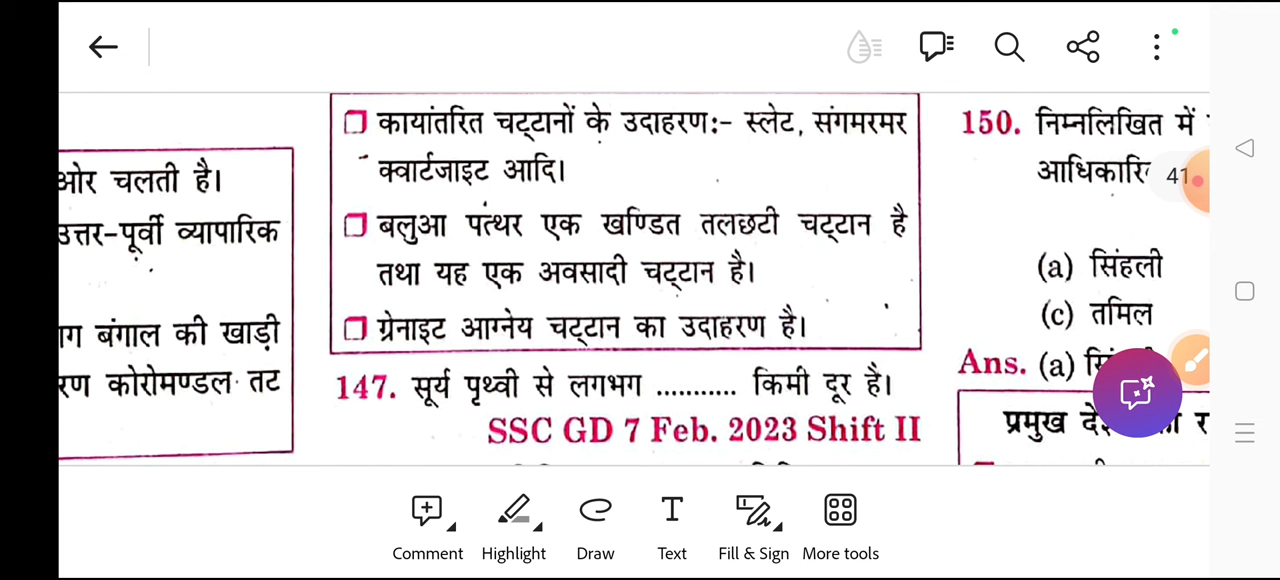 ओर चलती है।
उत्तर-पूर्वी व्यापारिक
बंगाल की खाड़ी
कोरोमण्डल तट
❑ कायांतरित चट्टानों के उदाहरण:- स्लेट, संगमरमर
क्वार्टजाइट आदि।
❑ बलुआ पत्थर एक खण्डित तलछटी चट्टान है
तथा यह एक अवसादी चट्टान है।
❑ ग्रेनाइट आग्नेय चट्टान का उदाहरण है।
147. सूर्य पृथ्वी से लगभग ........... किमी दूर है।
SSC GD 7 Feb. 2023 Shift II
150. निम्नलिखित में
41
(a) सिंहली
(c) तमिल
Ans. (a)
प्रमुख
Comment Highlight Draw Text Fill & Sign More tools